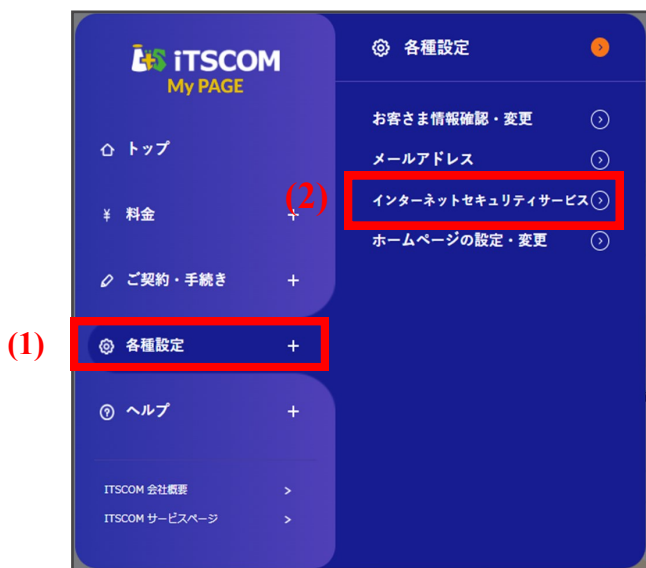 iTSCOM
My PAGE
トップ
¥ 料金 +
ご契約・手続き +
(1)
各種設定 +
ヘルプ +
ITSCOM 会社概要 >
ITSCOM サービスページ >
各種設定
お客さま情報確認・変更
メールアドレス
(2)
インターネットセキュリティサービス
ホームページの設定・変更